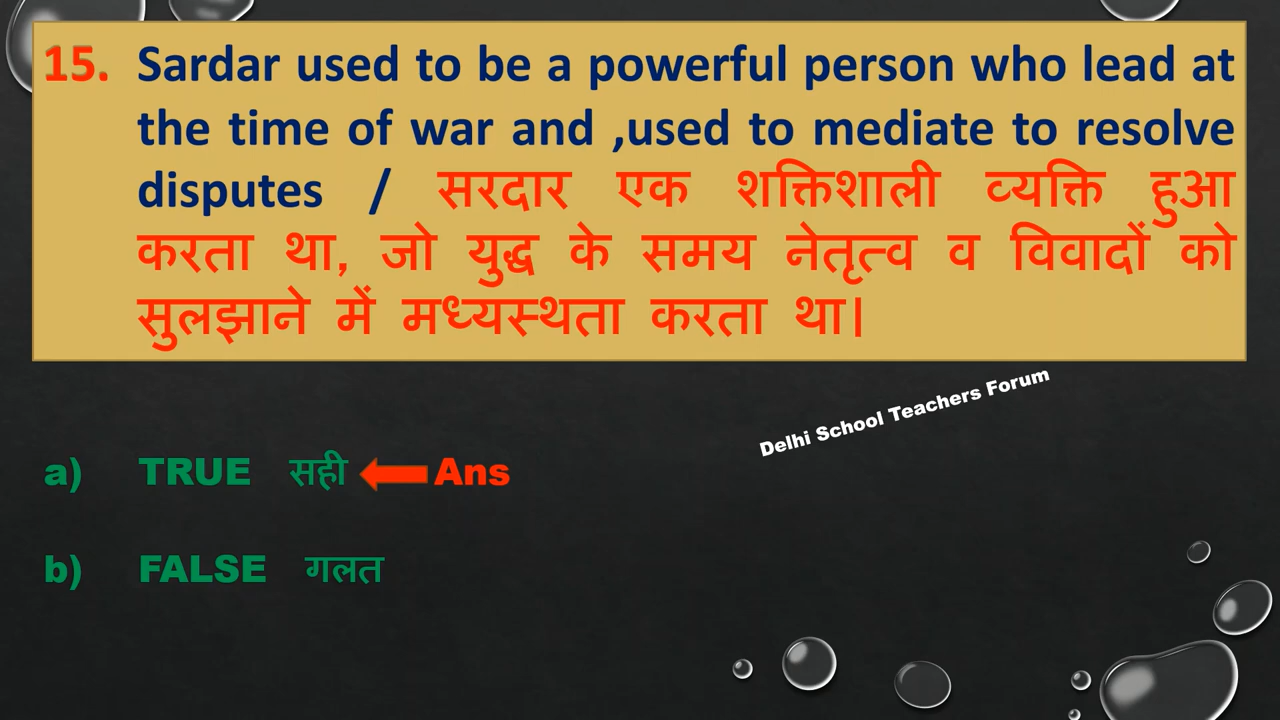 15. Sardar used to be a powerful person who lead at
the time of war and ,used to mediate to resolve
disputes / सरदार एक शक्तिशाली व्यक्ति हुआ
करता था, जो युद्ध के समय नेतृत्व व विवादों को
सुलझाने में मध्यस्थता करता था।
Delhi School Teachers Forum
a) TRUE सही Ans
b) FALSE गलत